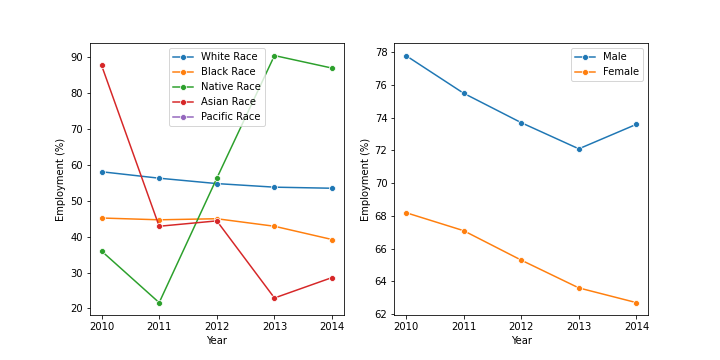 White Race
Black Race
Native Race
Asian Race
Pacific Race
90
80
70
60
50
40
30
20
Employment (%)
2010 2011 2012 2013 2014
Year
Male
Female
78
76
74
72
70
68
66
64
62
Employment (%)
2010 2011 2012 2013 2014
Year